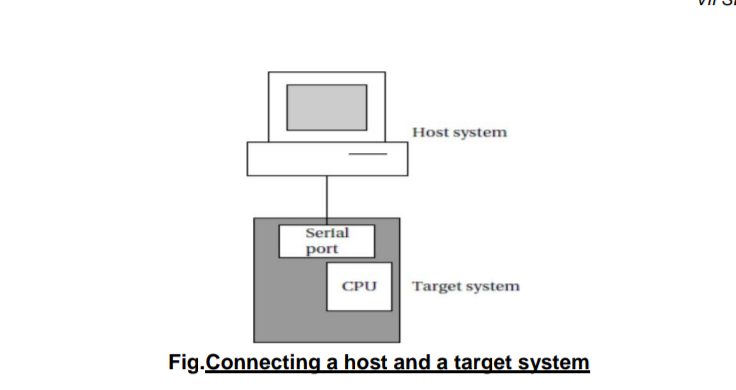 Host system
Serial
port
CPU
Target system
Fig.Connecting a host and a target system